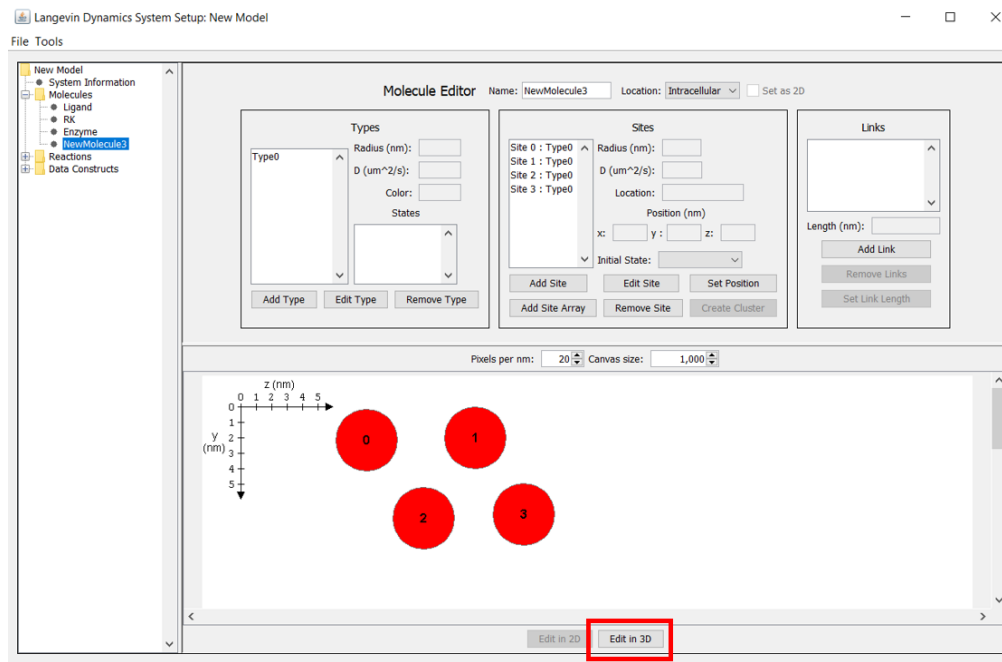 Langevin Dynamics System Setup: New Model
File Tools
New Model
System Information
Molecules
Ligand
RK
Enzyme
NewMolecule3
Reactions
Data Constructs
Molecule Editor Name: NewMolecule3 Location: Intracellular Set as 2D
Types
Type0
Radius (nm):
D (um^2/s):
Color:
States
Add Type Edit Type Remove Type
Sites
Site 0 : Type0
Site 1 : Type0
Site 2 : Type0
Site 3 : Type0
Radius (nm):
D (um^2/s):
Location:
Position (nm)
x: y : z:
Initial State:
Add Site Edit Site Set Position
Add Site Array Remove Site Create Cluster
Links
Length (nm):
Add Link
Remove Links
Set Link Length
Pixels per nm: 20 Canvas size: 1,000
z (nm)
0 1 2 3 4 5
0
1
2
3
4
5
y
(nm)
0
1
2
3
Edit in 2D Edit in 3D